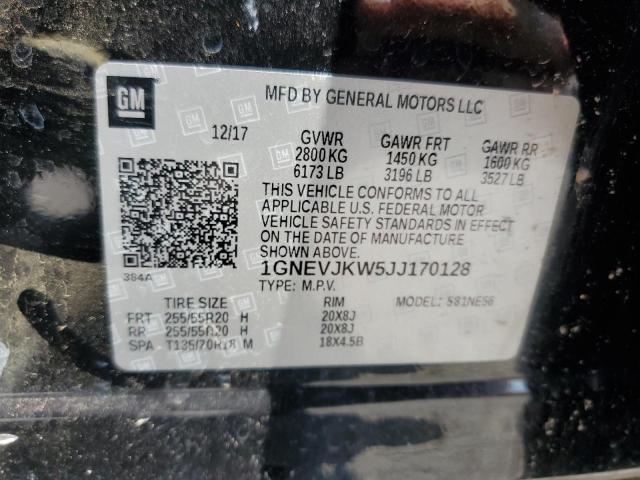 GM
MFD BY GENERAL MOTORS LLC
12/17 GVWR GAWR FRT GAWR RR
2800 KG 1450 KG 1600 KG
6173 LB 3196 LB 3527 LB
THIS VEHICLE CONFORMS TO ALL
APPLICABLE U.S. FEDERAL MOTOR
VEHICLE SAFETY STANDARDS IN EFFECT
ON THE DATE OF MANUFACTURE
SHOWN ABOVE.
384A 1GNEVJKW5JJ170128
TYPE: M.P.V. MODEL: 581NE56
TIRE SIZE RIM
FRT 255/55R20 H 20X8J
RR 255/55R20 H 20X8J
SPA T135/70R18 M 18X4.5B